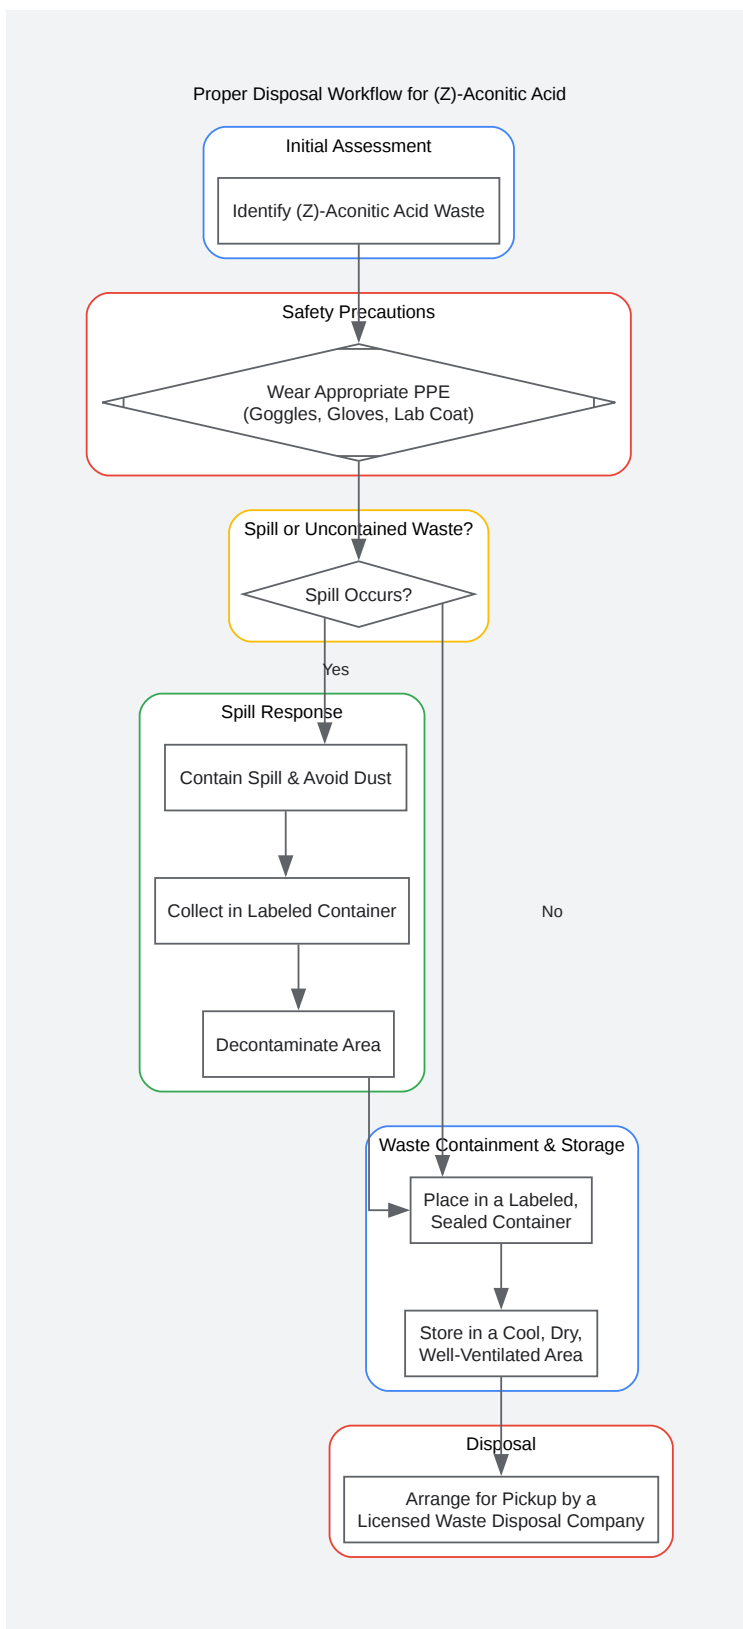 Proper Disposal Workflow for (Z)-Aconitic Acid
Initial Assessment
Identify (Z)-Aconitic Acid Waste
Safety Precautions
Wear Appropriate PPE
(Goggles, Gloves, Lab Coat)
Spill or Uncontained Waste?
Spill Occurs?
Yes
Spill Response
Contain Spill & Avoid Dust
Collect in Labeled Container
No
Decontaminate Area
Waste Containment & Storage
Place in a Labeled,
Sealed Container
Store in a Cool, Dry,
Well-Ventilated Area
Disposal
Arrange for Pickup by a
Licensed Waste Disposal Company